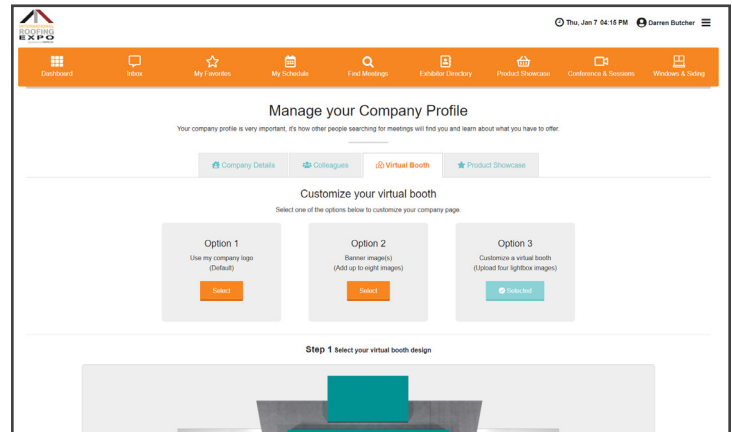 INTERNATIONAL
ROOFING
EXPO
Thu, Jan 7 04:15 PM Darren Butcher
Dashboard Inbox My Favorites My Schedule Find Meetings Exhibitor Directory Product Showcase Conference & Sessions Windows & Siding
Manage your Company Profile
Your company profile is very important, it's how other people searching for meetings will find you and learn about what you have to offer.
Company Details Colleagues Virtual Booth Product Showcase
Customize your virtual booth
Select one of the options below to customize your company page.
Option 1
Use my company logo
(Default)
Select
Option 2
Banner image(s)
(Add up to eight images)
Select
Option 3
Customize a virtual booth
(Upload four lightbox images)
Selected
Step 1 Select your virtual booth design